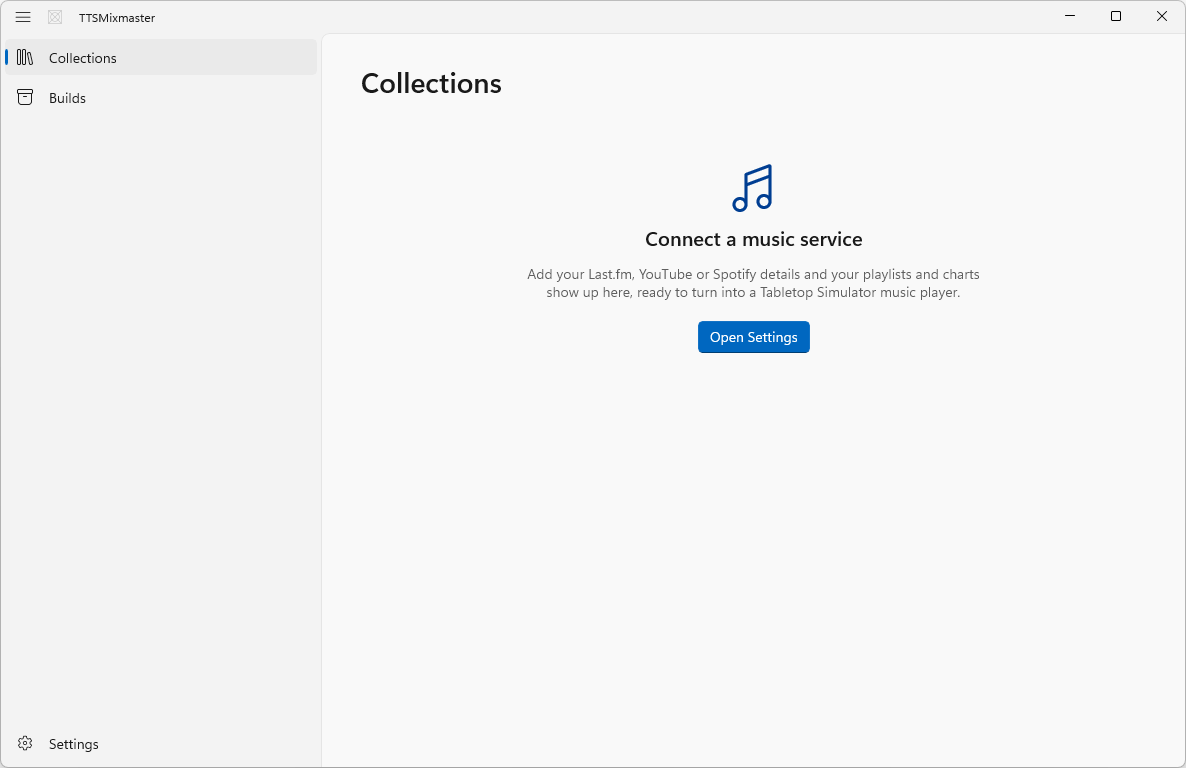 TTSMixmaster
Collections
Builds
Settings
Collections
Connect a music service
Add your Last.fm, YouTube or Spotify details and your playlists and charts
show up here, ready to turn into a Tabletop Simulator music player.
Open Settings